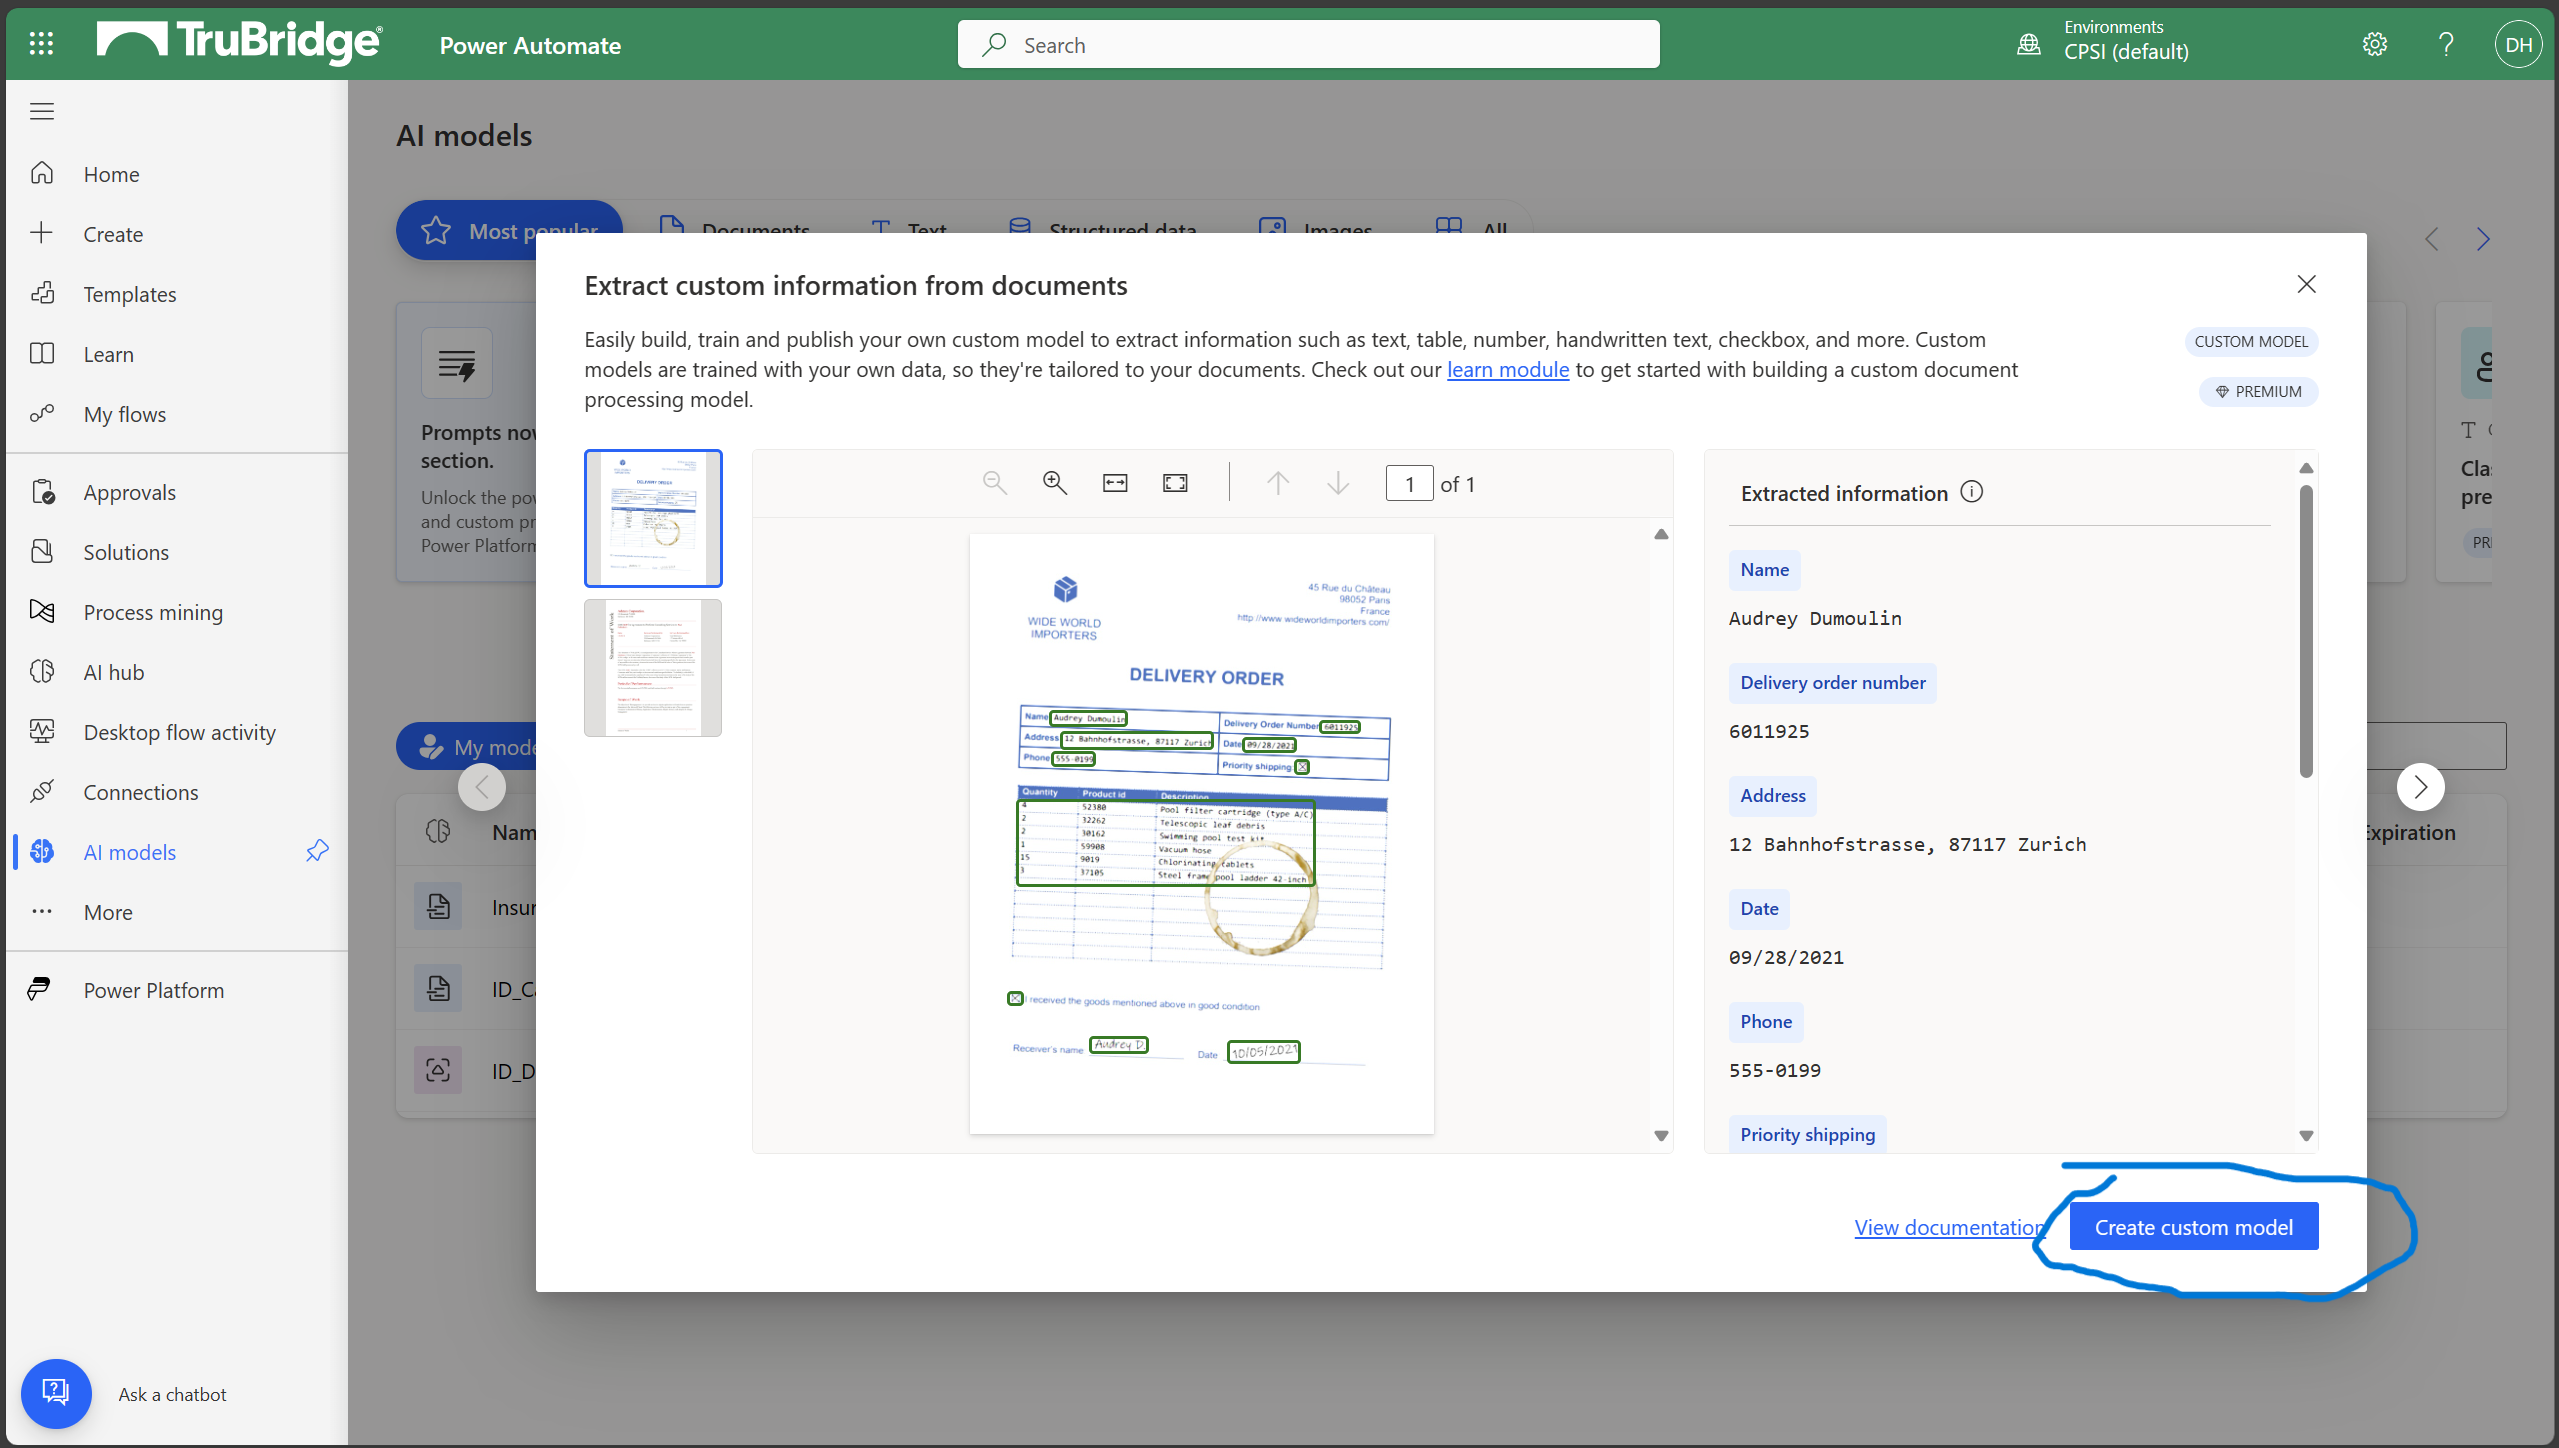 TruBridge®
Power Automate
Search
Environments
CPSI (default)
DH
Home
Create
Templates
Learn
My flows
Approvals
Solutions
Process mining
AI hub
Desktop flow activity
Connections
AI models
More
Power Platform
Ask a chatbot
AI models
Most popular
Documents
Text
Structured data
Images
All
Prompts now
section.
Unlock the pow
and custom pr
Power Platform
My mode
Nam
Insur
ID_Ca
ID_D
Cla
pre
PRE
Expiration
Extract custom information from documents
Easily build, train and publish your own custom model to extract information such as text, table, number, handwritten text, checkbox, and more. Custom
models are trained with your own data, so they're tailored to your documents. Check out our learn module to get started with building a custom document
processing model.
CUSTOM MODEL
PREMIUM
1 of 1
WIDE WORLD
IMPORTERS
45 Rue du Château
98052 Paris
France
http://www.wideworldimporters.com/
DELIVERY ORDER
Name Audrey Dumoulin
Delivery Order Number 6011925
Address 12 Bahnhofstrasse, 87117 Zurich
Date 09/28/2021
Phone 555-0199
Priority shipping
Quantity Product id Description
4 52380 Pool filter cartridge (type A/C)
2 32262 Telescopic leaf debris
2 30162 Swimming pool test kit
1 59908 Vacuum hose
15 9019 Chlorinating tablets
3 37105 Steel frame pool ladder 42-inch
I received the goods mentioned above in good condition
Receiver's name Audrey D. Date 10/05/2021
Extracted information
Name
Audrey Dumoulin
Delivery order number
6011925
Address
12 Bahnhofstrasse, 87117 Zurich
Date
09/28/2021
Phone
555-0199
Priority shipping
View documentation
Create custom model